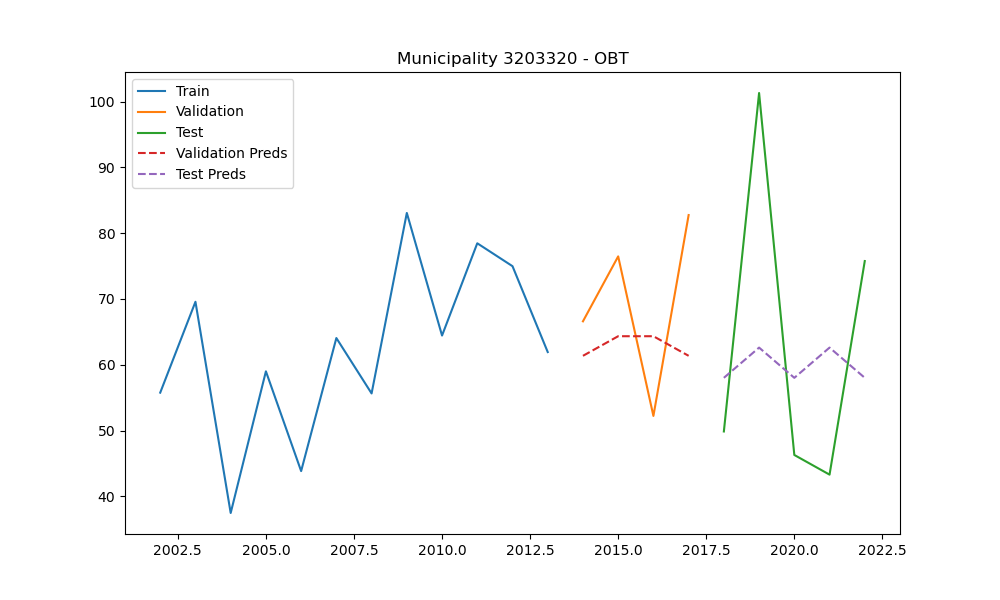 Municipality 3203320 - OBT
Train
Validation
Test
Validation Preds
Test Preds
100
90
80
70
60
50
40
2002.5 2005.0 2007.5 2010.0 2012.5 2015.0 2017.5 2020.0 2022.5